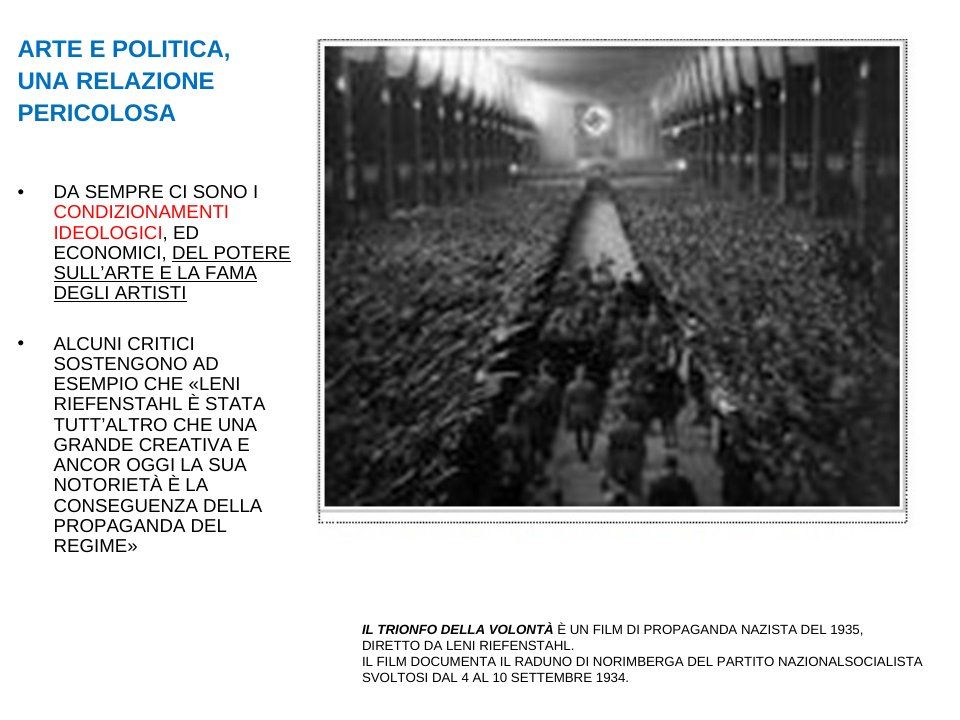 ARTE E POLITICA,
UNA RELAZIONE
PERICOLOSA
• DA SEMPRE CI SONO I
CONDIZIONAMENTI
IDEOLOGICI, ED
ECONOMICI, DEL POTERE
SULL'ARTE E LA FAMA
DEGLI ARTISTI
• ALCUNI CRITICI
SOSTENGONO AD
ESEMPIO CHE «LENI
RIEFENSTAHL È STATA
TUTT'ALTRO CHE UNA
GRANDE CREATIVA E
ANCOR OGGI LA SUA
NOTORIETÀ È LA
CONSEGUENZA DELLA
PROPAGANDA DEL
REGIME»
IL TRIONFO DELLA VOLONTÀ È UN FILM DI PROPAGANDA NAZISTA DEL 1935,
DIRETTO DA LENI RIEFENSTAHL.
IL FILM DOCUMENTA IL RADUNO DI NORIMBERGA DEL PARTITO NAZIONALSOCIALISTA
SVOLTOSI DAL 4 AL 10 SETTEMBRE 1934.